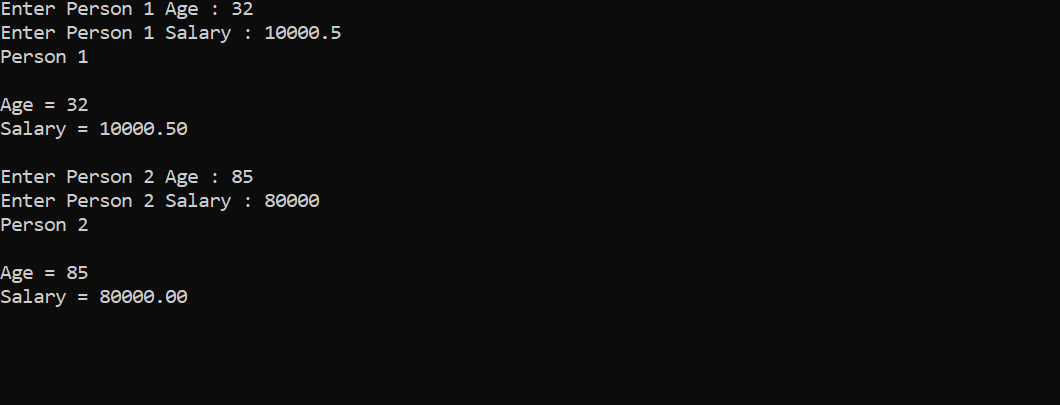 Enter Person 1 Age : 32
Enter Person 1 Salary : 10000.5
Person 1
Age = 32
Salary = 10000.50
Enter Person 2 Age : 85
Enter Person 2 Salary : 80000
Person 2
Age = 85
Salary = 80000.00